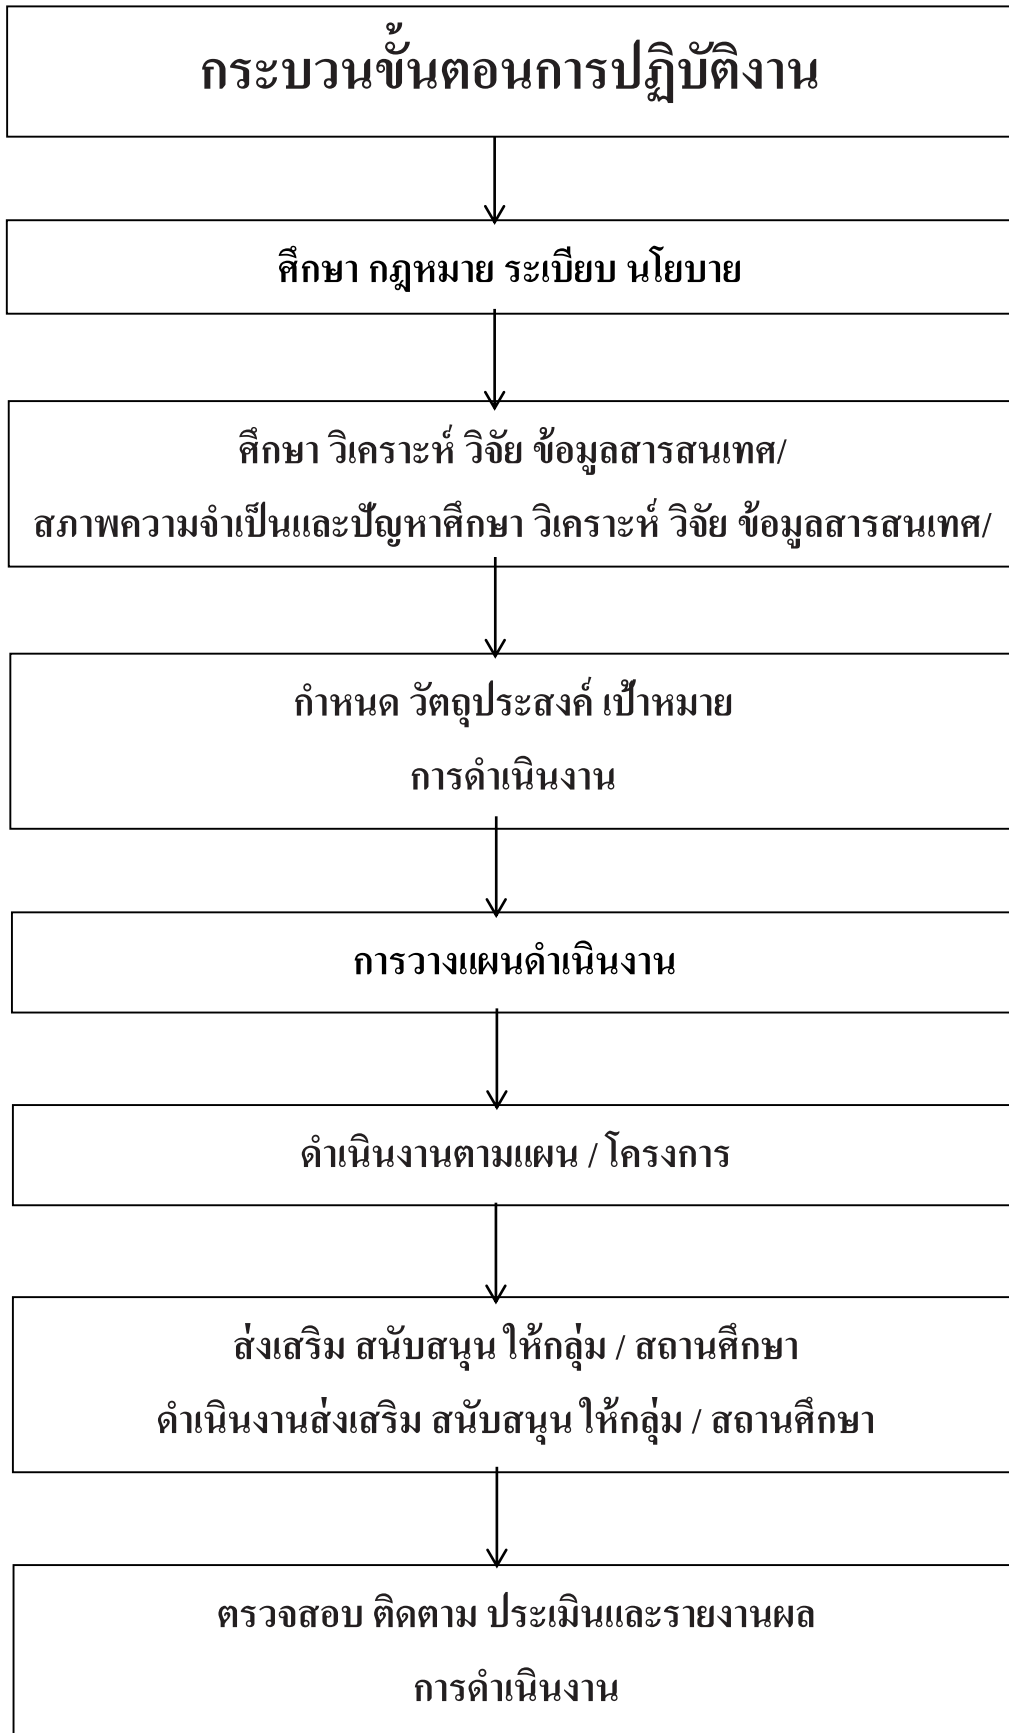 กระบวนขั้นตอนการปฏิบัติงาน
ศึกษา กฎหมาย ระเบียบ นโยบาย
ศึกษา วิเคราะห์ วิจัย ข้อมูลสารสนเทศ/
สภาพความจำเป็นและปัญหาศึกษา วิเคราะห์ วิจัย ข้อมูลสารสนเทศ/
กำหนด วัตถุประสงค์ เป้าหมาย
การดำเนินงาน
การวางแผนดำเนินงาน
ดำเนินงานตามแผน / โครงการ
ส่งเสริม สนับสนุน ให้กลุ่ม / สถานศึกษา
ดำเนินงานส่งเสริม สนับสนุน ให้กลุ่ม / สถานศึกษา
ตรวจสอบ ติดตาม ประเมินและรายงานผล
การดำเนินงาน